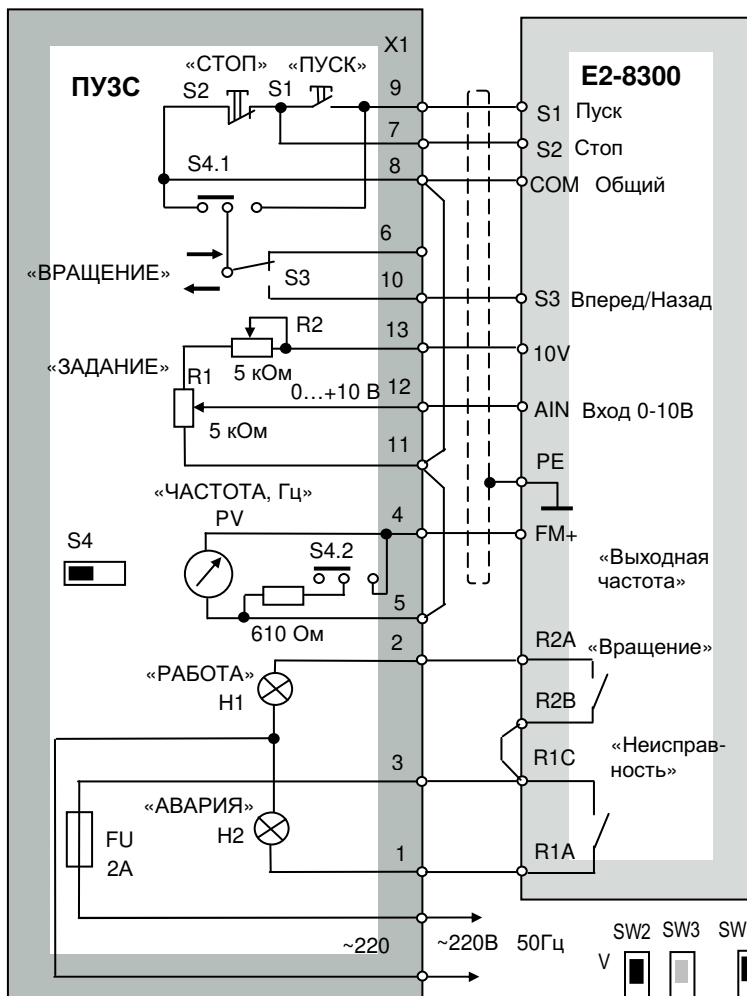 X1
ПУ3С
«СТОП»
«ПУСК»
E2-8300
S2
S1
9
S1 Пуск
7
S2 Стоп
S4.1
8
COM Общий
6
«ВРАЩЕНИЕ»
S3
10
S3 Вперед/Назад
R2
13
10V
«ЗАДАНИЕ»
5 кОм
R1
0…+10 В
12
AIN Вход 0-10В
5 кОм
11
PE
«ЧАСТОТА, Гц»
PV
4
FM+
S4
S4.2
«Выходная
частота»
5
610 Ом
2
R2A
«Вращение»
«РАБОТА»
H1
R2B
3
R1C
«Неисправ-
ность»
«АВАРИЯ»
FU
H2
2А
1
R1A
~220
~220В 50Гц
SW2 SW3 SW
V